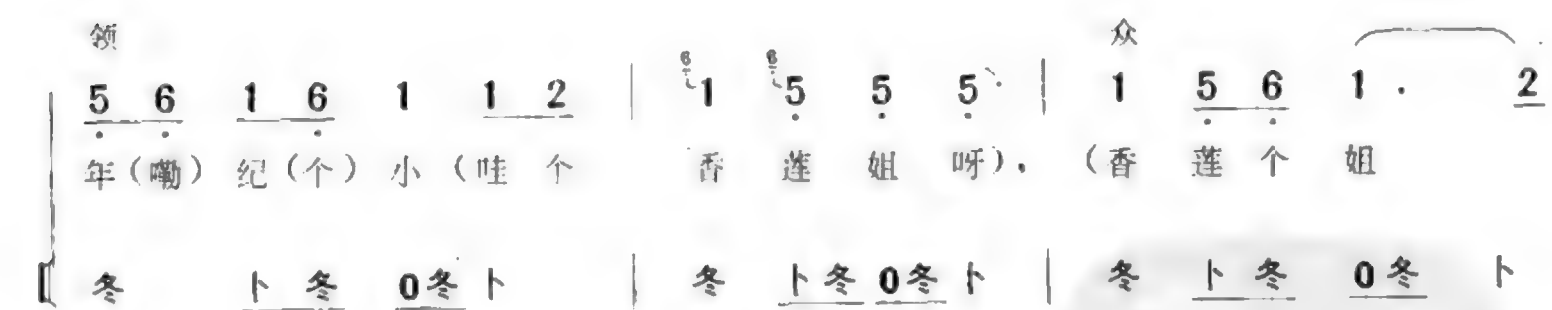 领 众
5 6 1 6 1 1 2 | 6 1 6 5 5 5 | 1 5 6 1 . 2
年(嘞) 纪(个) 小 (哇 个 香 莲 姐 呀), (香 莲 个 姐
冬 卜 冬 0冬 卜 | 冬 卜冬 0冬 卜 | 冬 卜 冬 0冬 卜